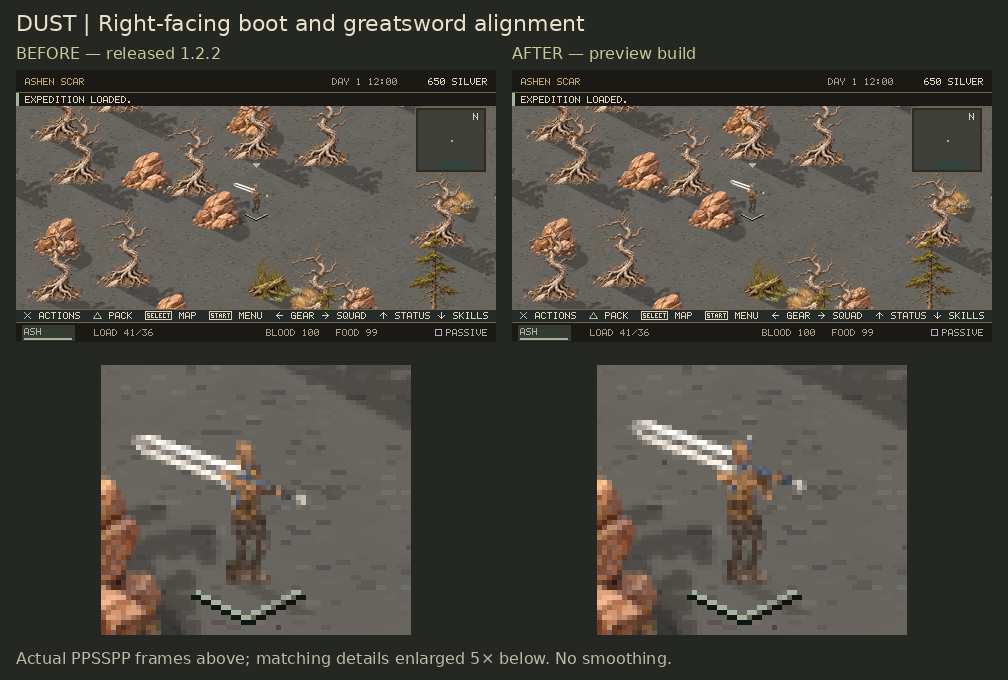 DUST | Right-facing boot and greatsword alignment
BEFORE — released 1.2.2
AFTER — preview build
ASHEN SCAR DAY 1 12:00 650 SILVER
EXPEDITION LOADED.
N
× ACTIONS △ PACK SELECT MAP START MENU ← GEAR → SQUAD ↑ STATUS ↓ SKILLS
ASH LOAD 41/36 BLOOD 100 FOOD 99 □ PASSIVE
ASHEN SCAR DAY 1 12:00 650 SILVER
EXPEDITION LOADED.
N
× ACTIONS △ PACK SELECT MAP START MENU ← GEAR → SQUAD ↑ STATUS ↓ SKILLS
ASH LOAD 41/36 BLOOD 100 FOOD 99 □ PASSIVE
Actual PPSSPP frames above; matching details enlarged 5× below. No smoothing.